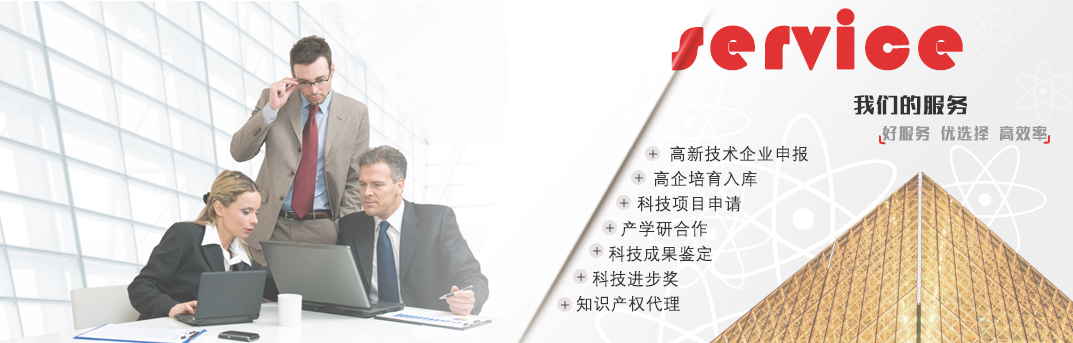 service
我们的服务
好服务 优选择 高效率
高新技术企业申报
高企培育入库
科技项目申请
产学研合作
科技成果鉴定
科技进步奖
知识产权代理